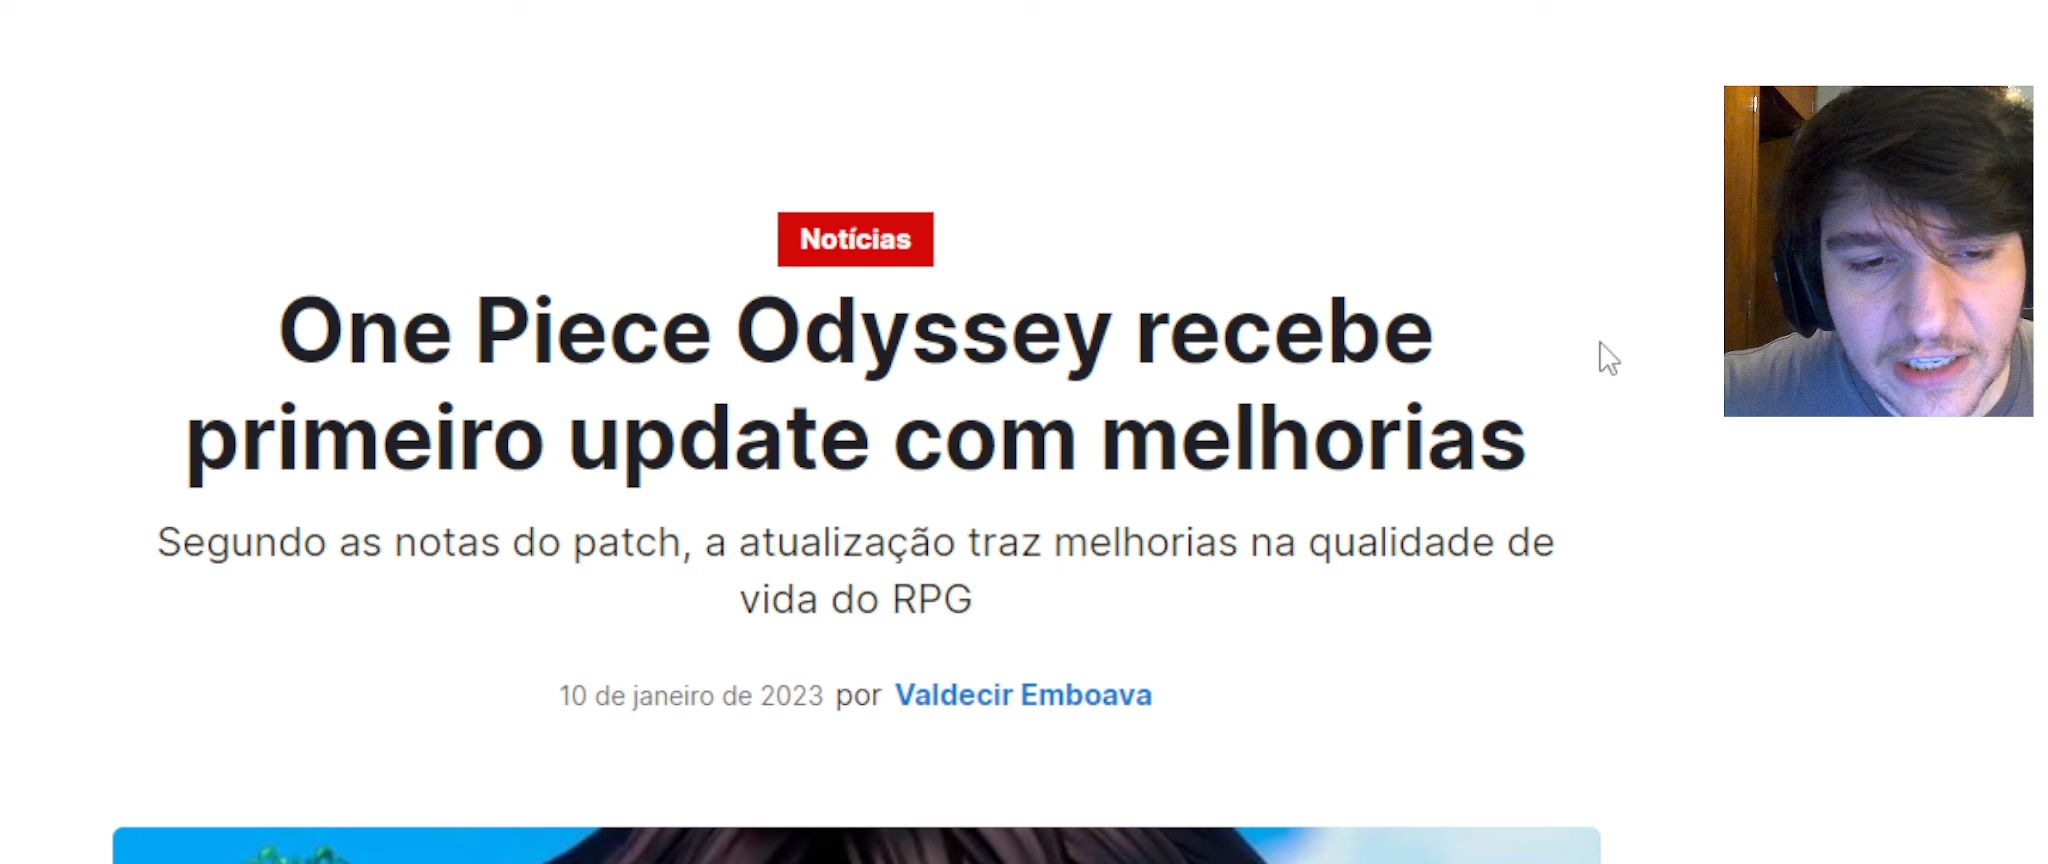 Notícias
One Piece Odyssey recebe
primeiro update com melhorias
Segundo as notas do patch, a atualização traz melhorias na qualidade de
vida do RPG
10 de janeiro de 2023 por Valdecir Emboava